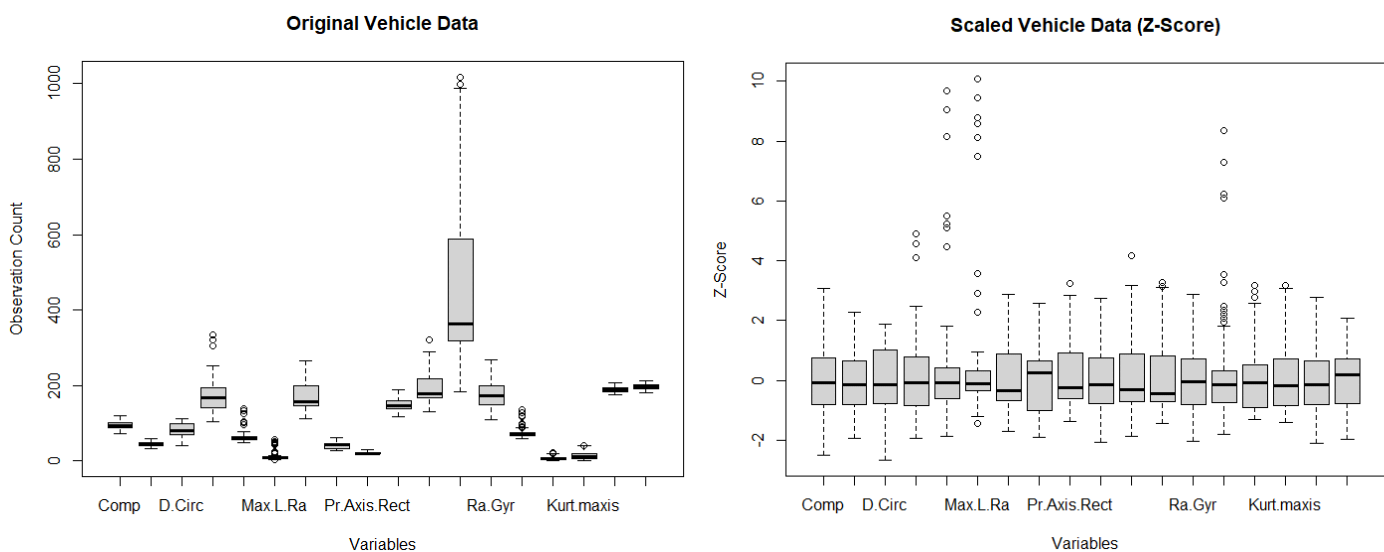 Original Vehicle Data
Observation Count
1000
800
600
400
200
0
Comp D.Circ Max.L.Ra Pr.Axis.Rect Ra.Gyr Kurt.maxis
Variables
Scaled Vehicle Data (Z-Score)
Z-Score
10
8
6
4
2
0
-2
Comp D.Circ Max.L.Ra Pr.Axis.Rect Ra.Gyr Kurt.maxis
Variables